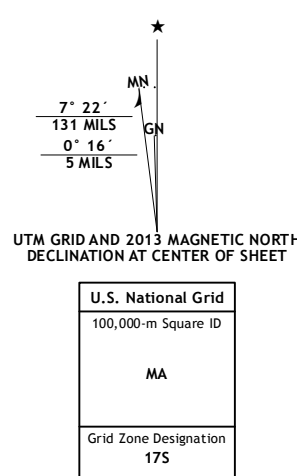 ★
MN
7° 22´
131 MILS
GN
0° 16´
5 MILS
UTM GRID AND 2013 MAGNETIC NORTH
DECLINATION AT CENTER OF SHEET
U.S. National Grid
100,000-m Square ID
MA
Grid Zone Designation
17S